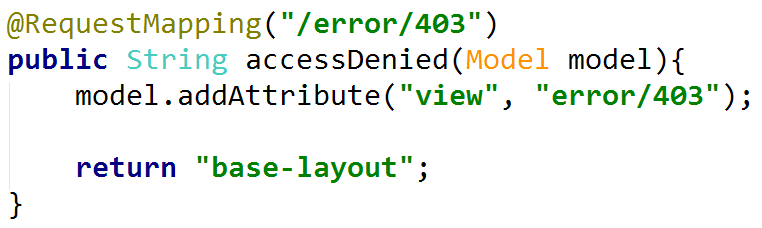 @RequestMapping("/error/403")
public String accessDenied(Model model){
    model.addAttribute("view", "error/403");

    return "base-layout";
}